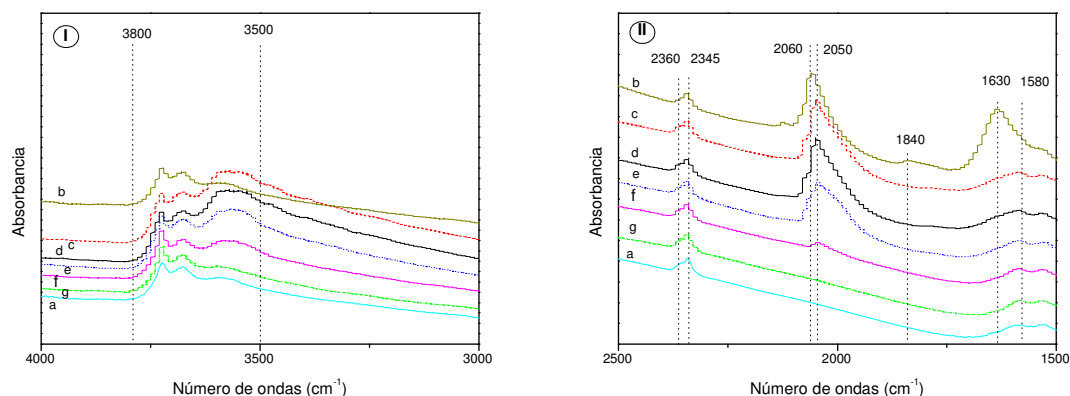 I
3800
3500
Absorbancia
b
c
d
e
f
g
a
4000
3500
3000
Número de ondas (cm-1)
II
2360
2345
2060
2050
1840
1630
1580
Absorbancia
b
c
d
e
f
g
a
2500
2000
1500
Número de ondas (cm-1)